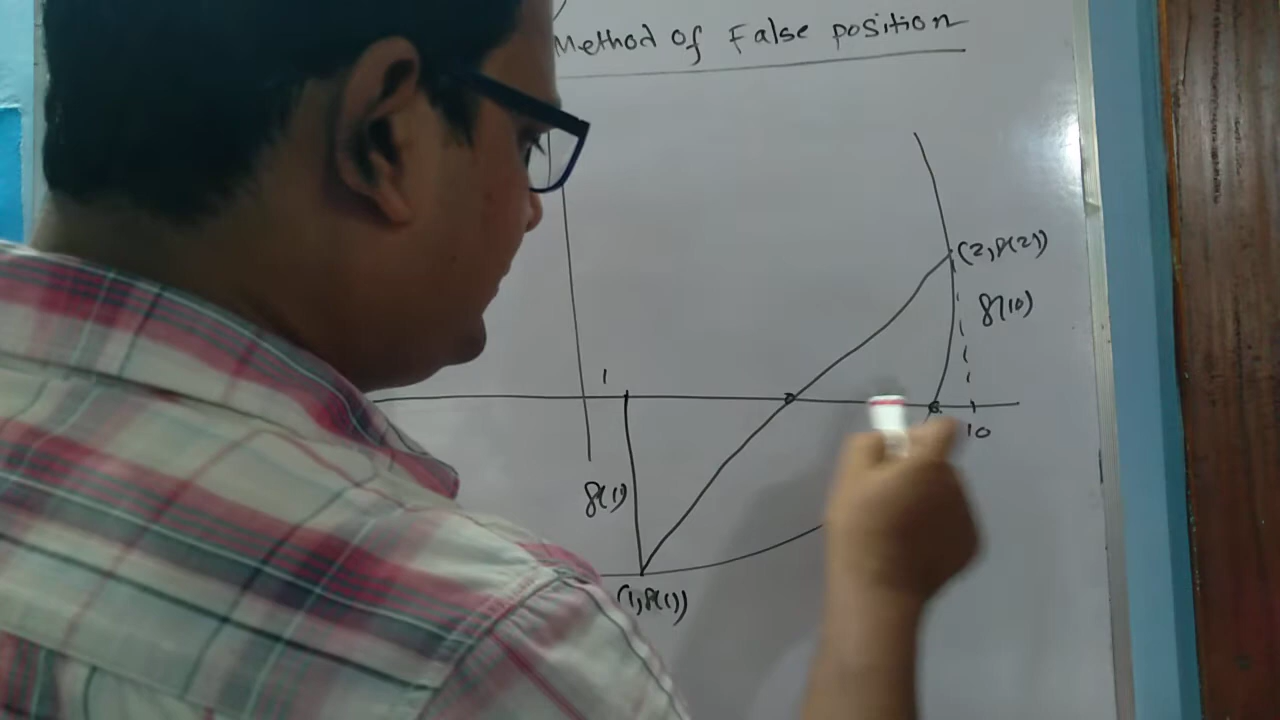 Method of False position
(2, f(2))
f(10)
1
10
f(1)
(1, f(1))